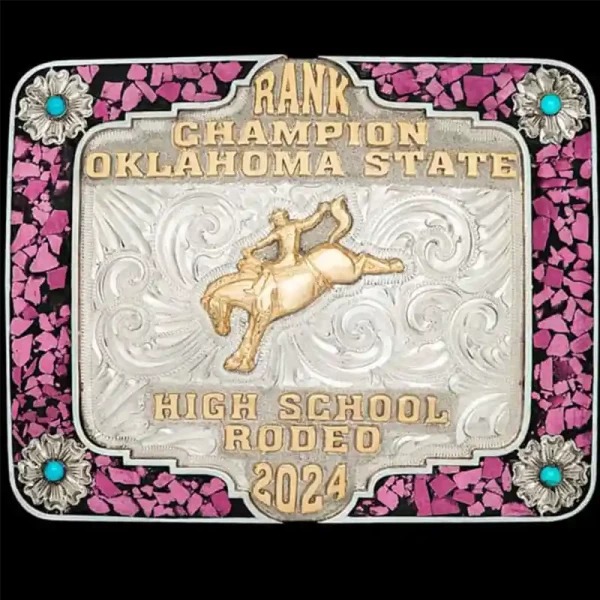 RANK
CHAMPION
OKLAHOMA STATE
HIGH SCHOOL
RODEO
2024